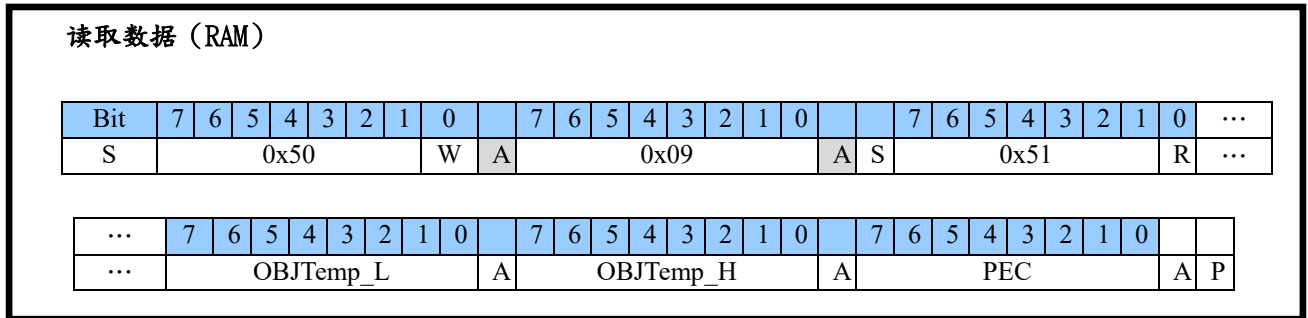 读取数据（RAM）
Bit 7 6 5 4 3 2 1 0 7 6 5 4 3 2 1 0 7 6 5 4 3 2 1 0 …
S 0x50 W A 0x09 A S 0x51 R …
… 7 6 5 4 3 2 1 0 7 6 5 4 3 2 1 0 7 6 5 4 3 2 1 0
… OBJTemp_L A OBJTemp_H A PEC A P